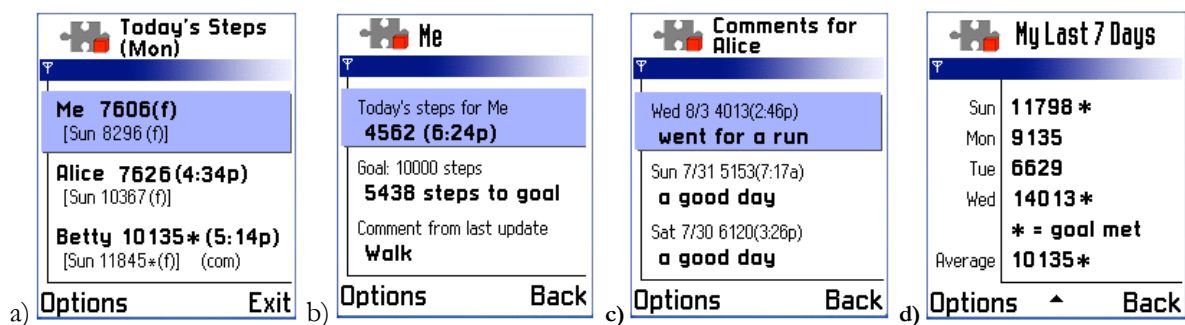 a)
Today's Steps
(Mon)
Me 7606(f)
[Sun 8296 (f)]
Alice 7626 (4:34p)
[Sun 10367 (f)]
Betty 10135* (5:14p)
[Sun 11845*(f)] (com)
Options Exit
b)
Me
Today's steps for Me
4562 (6:24p)
Goal: 10000 steps
5438 steps to goal
Comment from last update
Walk
Options Back
c)
Comments for
Alice
Wed 8/3 4013(2:46p)
went for a run
Sun 7/31 5153(7:17a)
a good day
Sat 7/30 6120(3:26p)
a good day
Options Back
d)
My Last 7 Days
Sun 11798 *
Mon 9135
Tue 6629
Wed 14013 *
* = goal met
Average 10135 *
Options Back